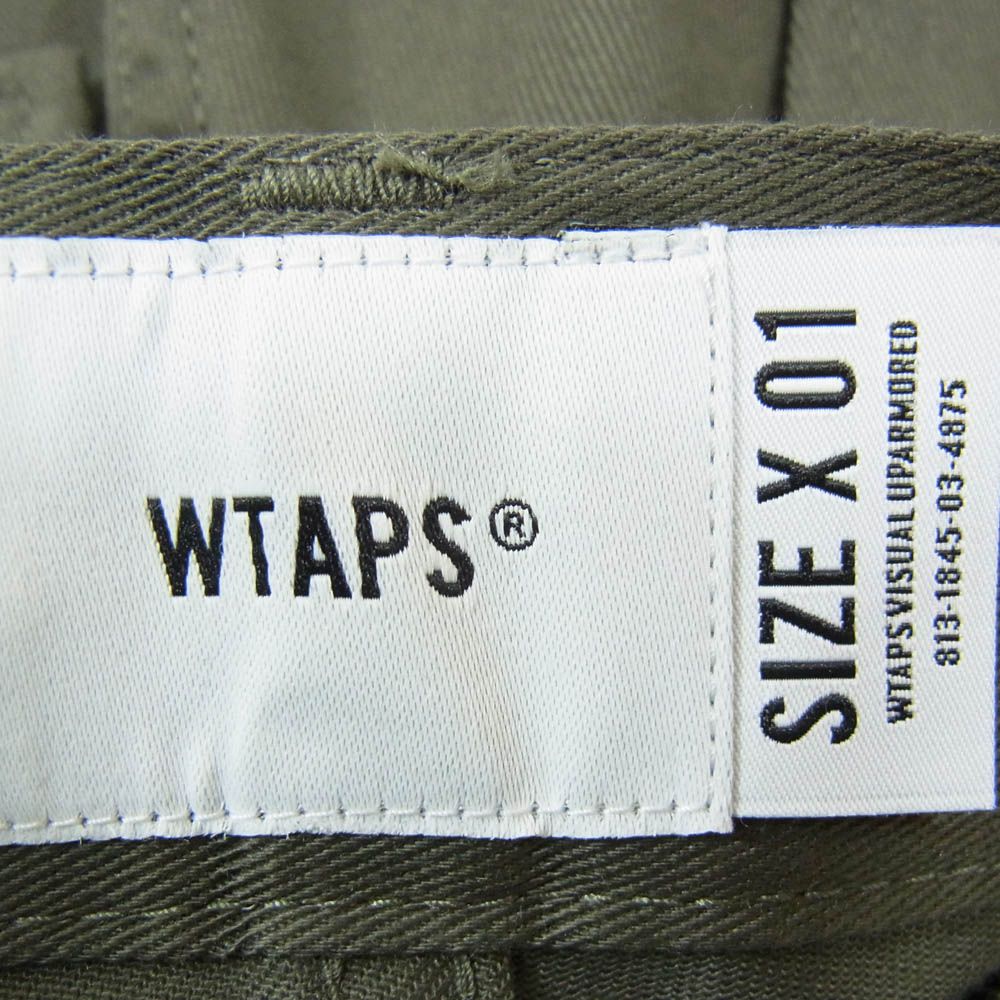 WTAPS®
SIZE X 01
WTAPS VISUAL UPARMORED
813-1845-03-4875